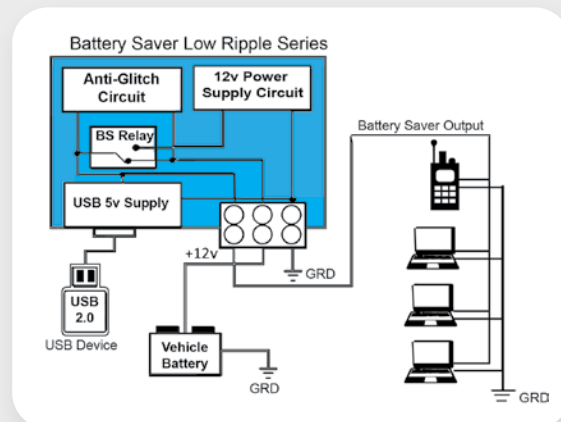 Battery Saver Low Ripple Series
Anti-Glitch
Circuit
12v Power
Supply Circuit
BS Relay
Battery Saver Output
USB 5v Supply
+12v
GRD
USB
2.0
USB Device
Vehicle
Battery
GRD
GRD